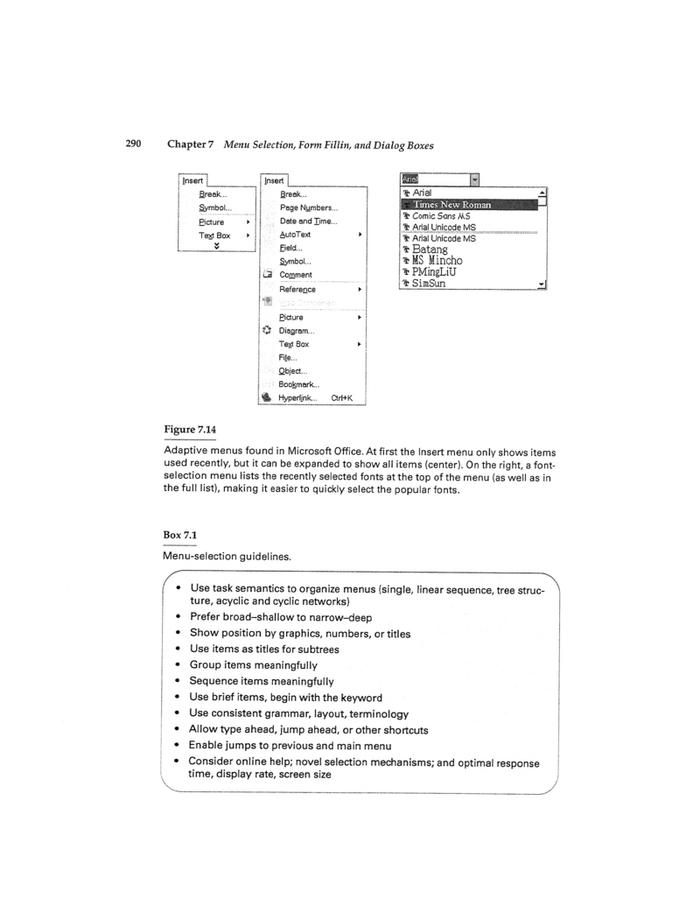 290 Chapter 7 Menu Selection, Form Fillin, and Dialog Boxes
Insert
Break...
Symbol...
Picture
Text Box
Insert
Break...
Page Numbers...
Date and Time...
AutoText
Field...
Symbol...
Comment
Reference
Picture
Diagram...
Text Box
File...
Object...
Bookmark...
Hyperlink... Ctrl+K
Arial
Arial
Times New Roman
Comic Sans MS
Arial Unicode MS
Arial Unicode MS
Batang
MS Mincho
PMingLiU
SimSun
Figure 7.14
Adaptive menus found in Microsoft Office. At first the Insert menu only shows items
used recently, but it can be expanded to show all items (center). On the right, a font-
selection menu lists the recently selected fonts at the top of the menu (as well as in
the full list), making it easier to quickly select the popular fonts.
Box 7.1
Menu-selection guidelines.
• Use task semantics to organize menus (single, linear sequence, tree struc-
ture, acyclic and cyclic networks)
• Prefer broad–shallow to narrow–deep
• Show position by graphics, numbers, or titles
• Use items as titles for subtrees
• Group items meaningfully
• Sequence items meaningfully
• Use brief items, begin with the keyword
• Use consistent grammar, layout, terminology
• Allow type ahead, jump ahead, or other shortcuts
• Enable jumps to previous and main menu
• Consider online help; novel selection mechanisms; and optimal response
time, display rate, screen size